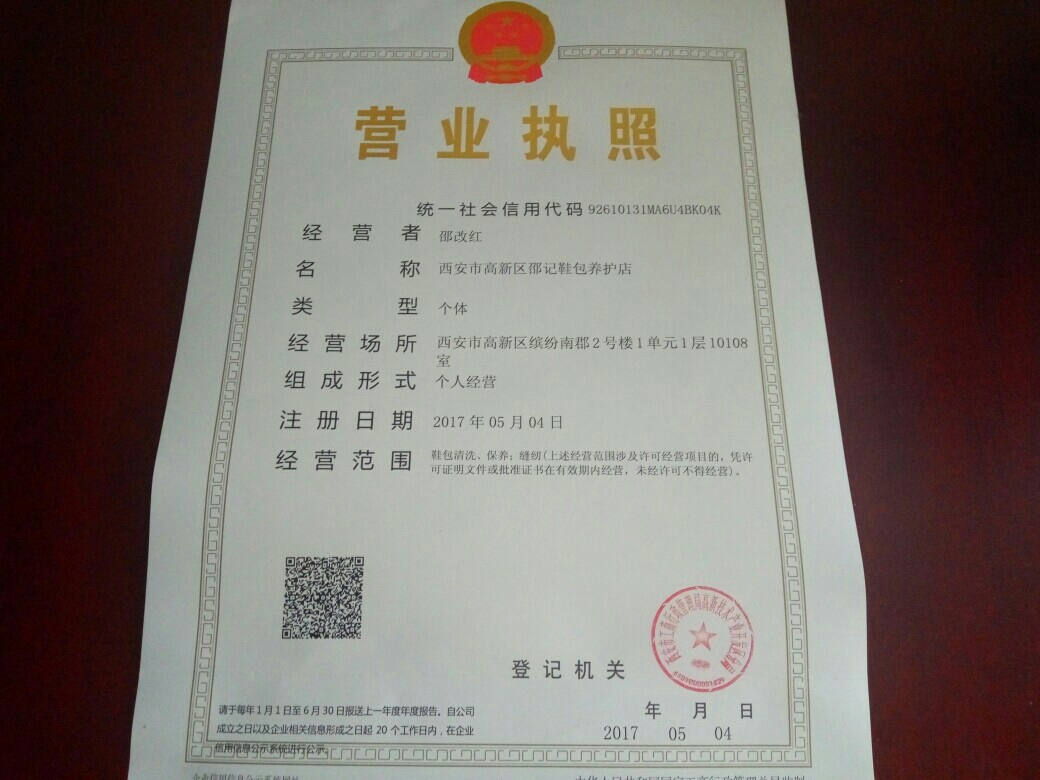 营业执照
统一社会信用代码 92610131MA6U4BK04K
经营者 邵改红
名称 西安市高新区邵记鞋包养护店
类型 个体
经营场所 西安市高新区缤纷南郡2号楼1单元1层10108
室
组成形式 个人经营
注册日期 2017年05月04日
经营范围 鞋包清洗、保养；缝纫(上述经营范围涉及许可经营项目的，凭许
可证明文件或批准证书在有效期内经营，未经许可不得经营)。
登记机关
年 月 日
2017 05 04
请于每年1月1日至6月30日报送上一年度年度报告。自公司
成立之日以及企业相关信息形成之日起 20个工作日内，在企业
信用信息公示系统进行公示。
企业信用信息公示系统网址
中华人民共和国国家工商行政管理总局监制